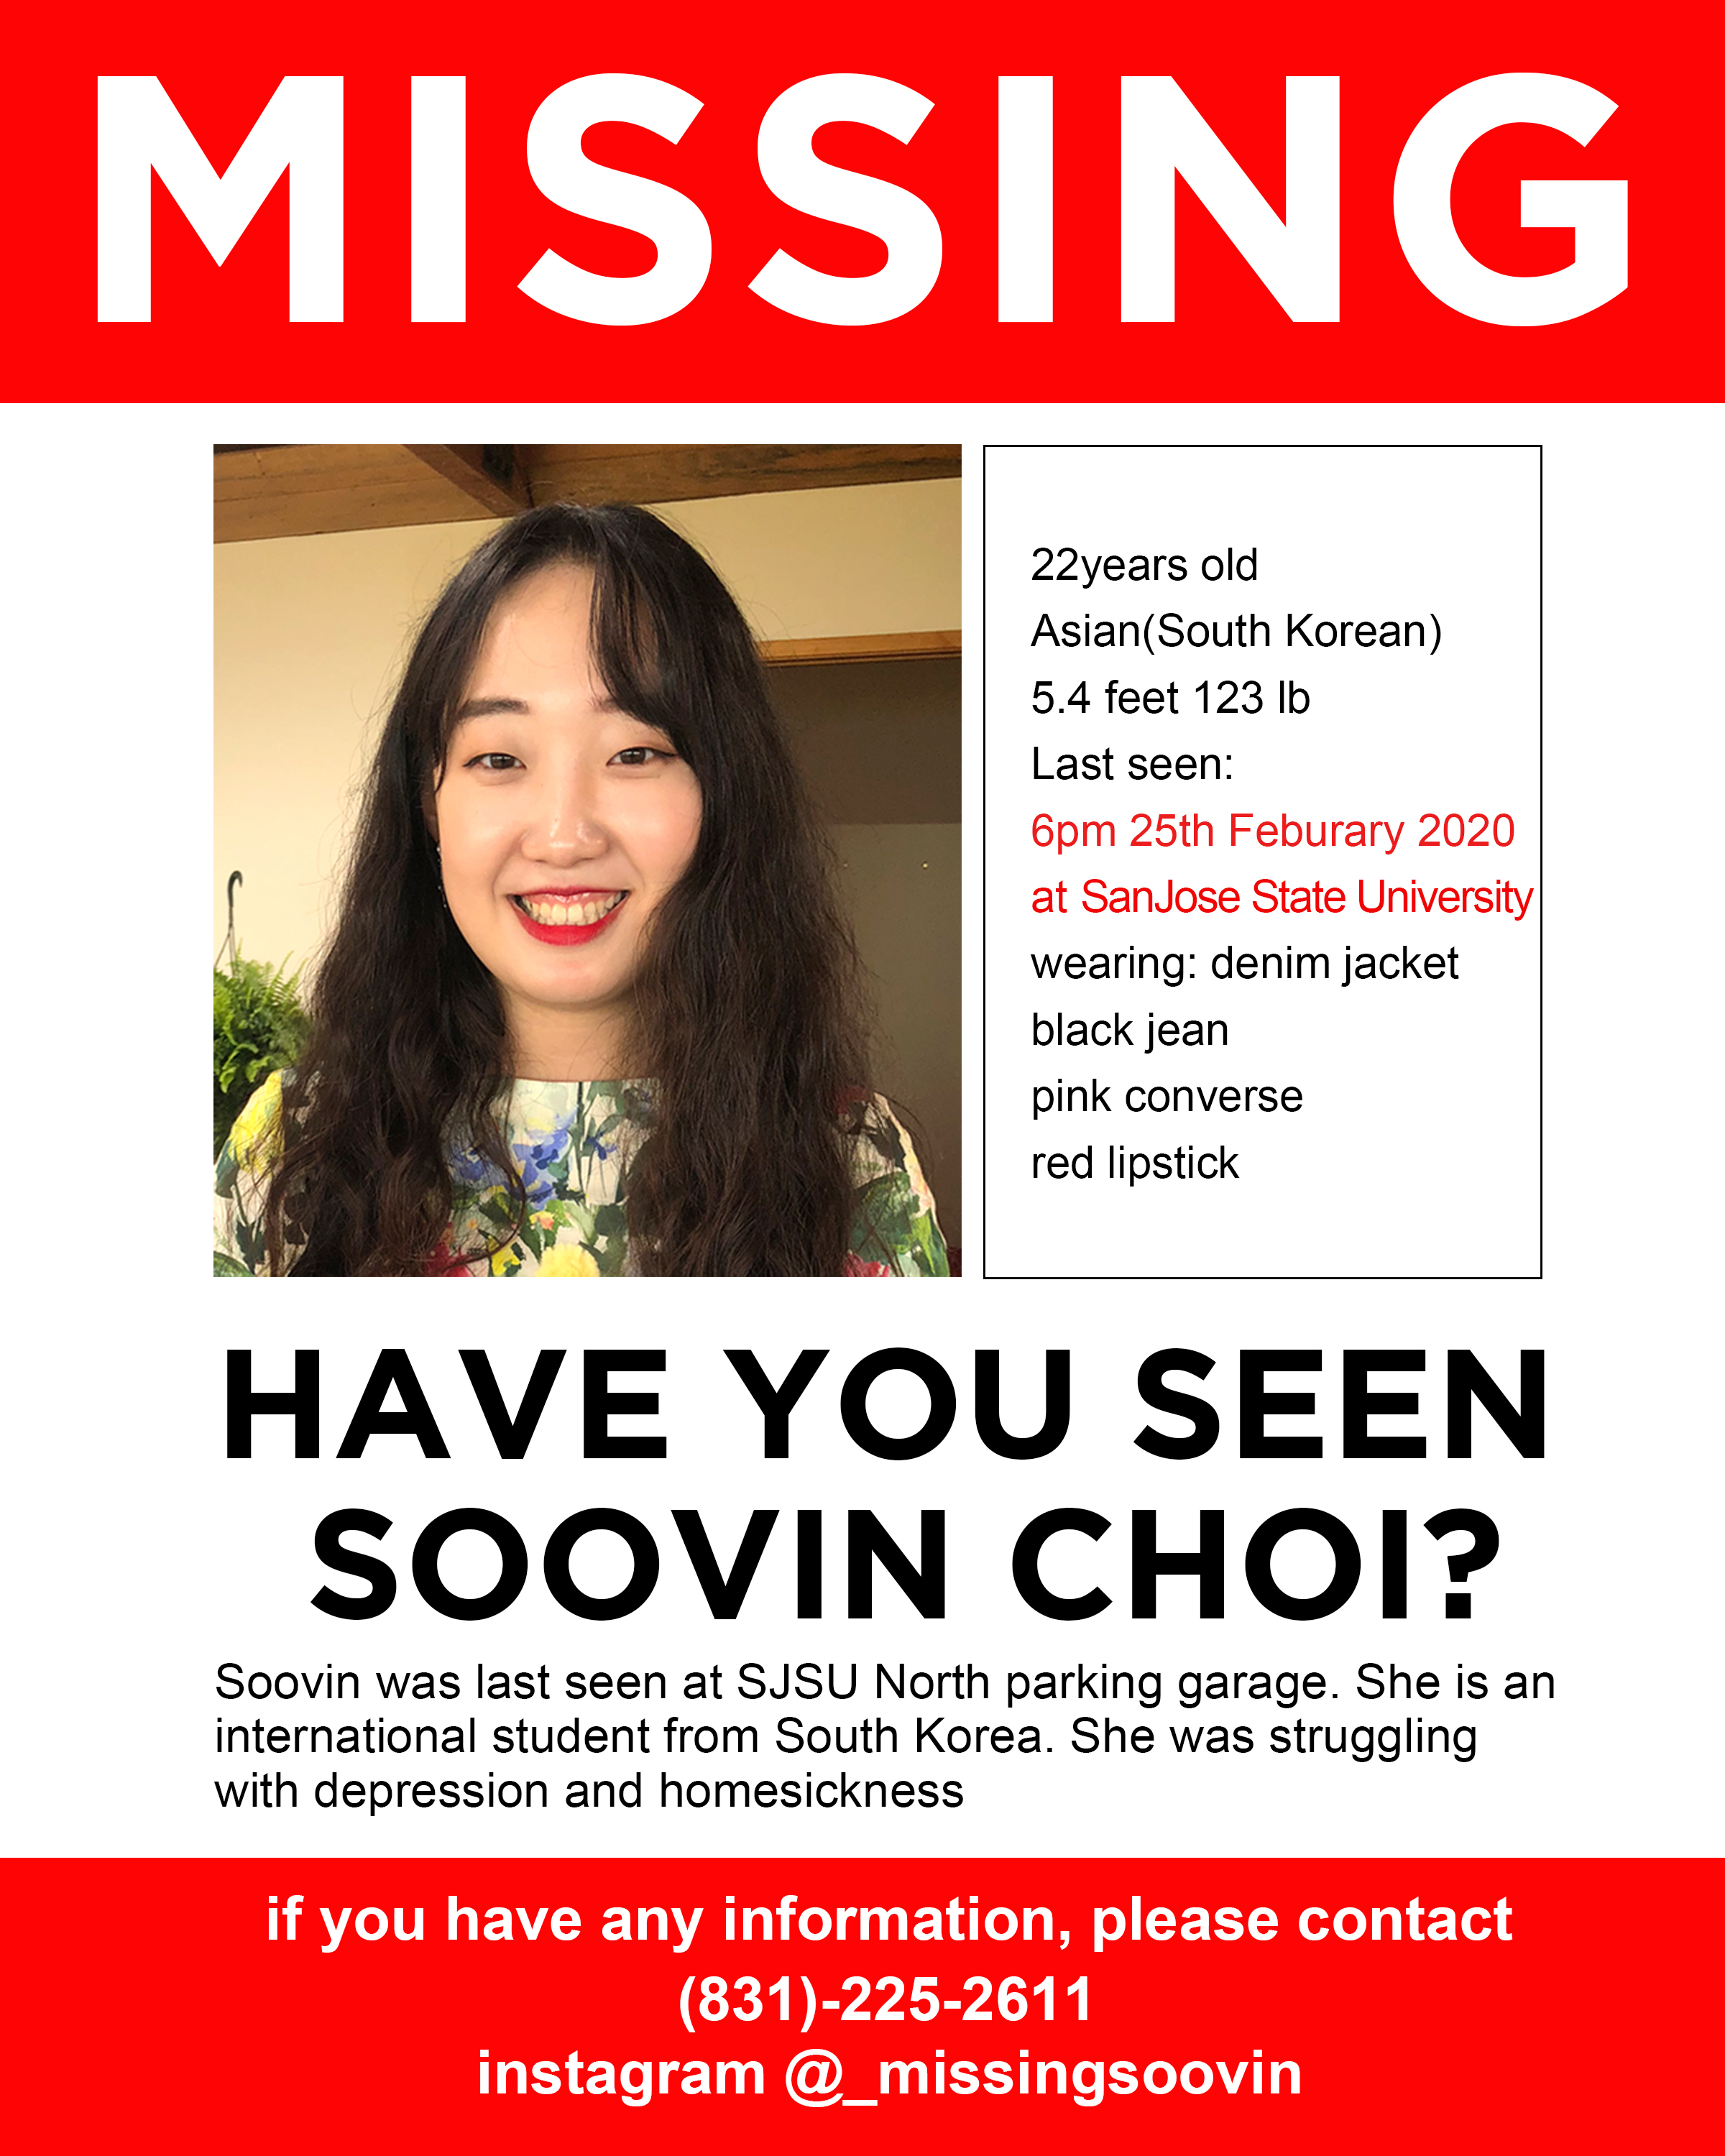 MISSING
22years old
Asian(South Korean)
5.4 feet 123 lb
Last seen:
6pm 25th Feburary 2020
at SanJose State University
wearing: denim jacket
black jean
pink converse
red lipstick
HAVE YOU SEEN
SOOVIN CHOI?
Soovin was last seen at SJSU North parking garage. She is an
international student from South Korea. She was struggling
with depression and homesickness
if you have any information, please contact
(831)-225-2611
instagram @_missingsoovin